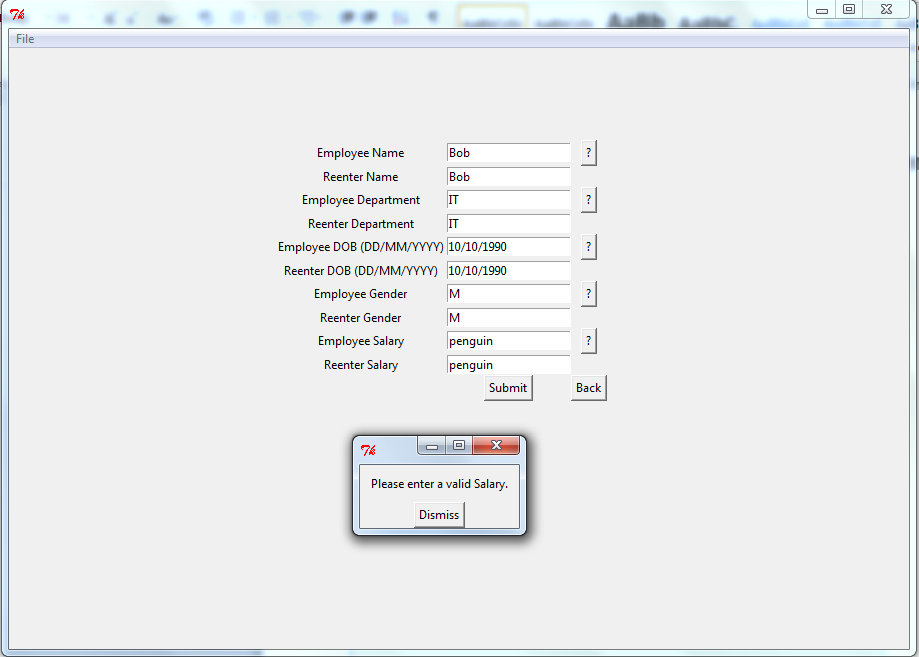 File
Employee Name Bob ?
Reenter Name Bob
Employee Department IT ?
Reenter Department IT
Employee DOB (DD/MM/YYYY) 10/10/1990 ?
Reenter DOB (DD/MM/YYYY) 10/10/1990
Employee Gender M ?
Reenter Gender M
Employee Salary penguin ?
Reenter Salary penguin
Submit Back
Please enter a valid Salary.
Dismiss